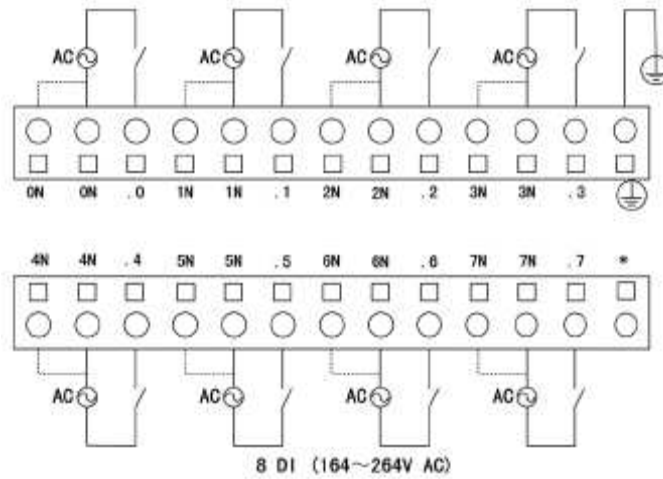 AC AC AC AC
0N 0N .0 1N 1N .1 2N 2N .2 3N 3N .3
4N 4N .4 5N 5N .5 6N 6N .6 7N 7N .7 *
AC AC AC AC
8 DI (164～264V AC)